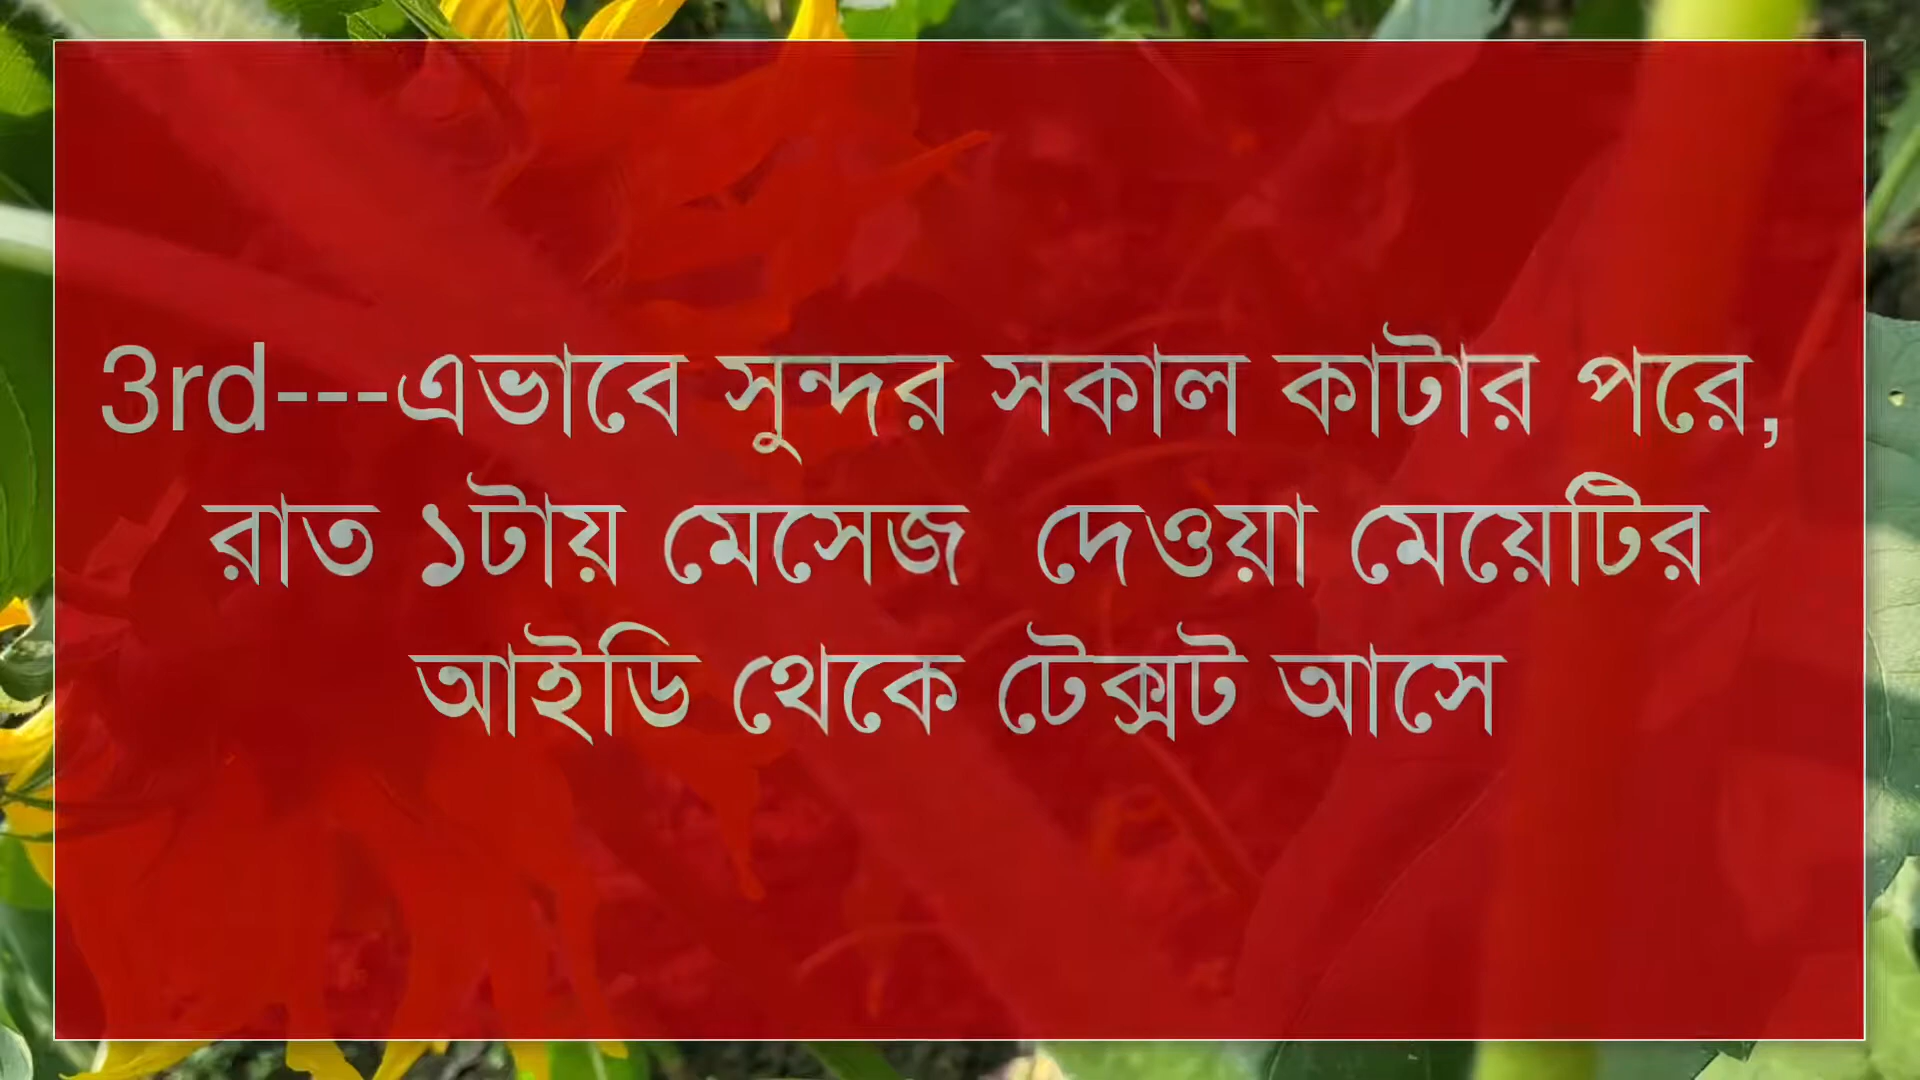 3rd---এভাবে সুন্দর সকাল কাটার পরে,
রাত ১টায় মেসেজ  দেওয়া মেয়েটির
আইডি থেকে টেক্সট আসে